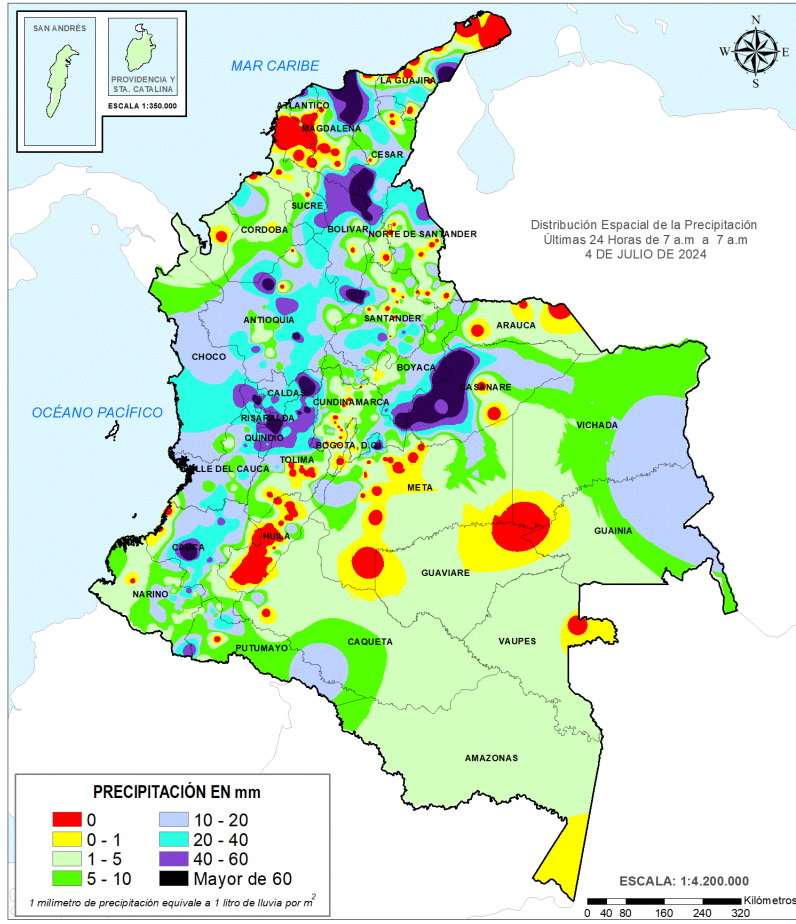 SAN ANDRÉS
PROVIDENCIA Y
STA. CATALINA
ESCALA 1:350.000
MAR CARIBE
N
W
E
S
LA GUAJIRA
ATLANTICO
MAGDALENA
CESAR
SUCRE
CORDOBA
BOLIVAR
NORTE DE SANTANDER
Distribución Espacial de la Precipitación
Últimas 24 Horas de 7 a.m a 7 a.m
4 DE JULIO DE 2024
ANTIOQUIA
SANTANDER
ARAUCA
CHOCO
BOYACA
CASANARE
CALDAS
CUNDINAMARCA
OCÉANO PACÍFICO
RISARALDA
VICHADA
QUINDIO
BOGOTA, D.C.
TOLIMA
VALLE DEL CAUCA
META
GUAINIA
HUILA
CAUCA
GUAVIARE
NARINO
CAQUETA
VAUPES
PUTUMAYO
AMAZONAS
PRECIPITACIÓN EN mm
0
0 - 1
1 - 5
5 - 10
10 - 20
20 - 40
40 - 60
Mayor de 60
1 milímetro de precipitación equivale a 1 litro de lluvia por m2
ESCALA: 1:4.200.000
Kilómetros
0 40 80 160 240 320